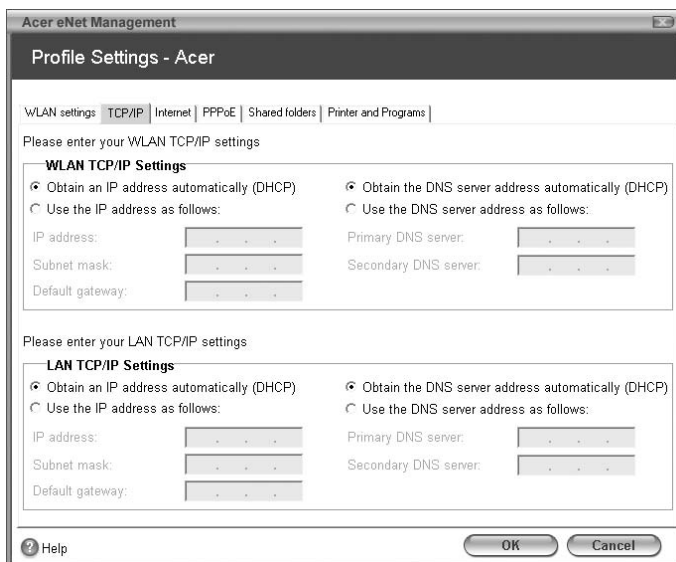 Acer eNet Management
Profile Settings - Acer
WLAN settings TCP/IP Internet PPPoE Shared folders Printer and Programs
Please enter your WLAN TCP/IP settings
WLAN TCP/IP Settings
Obtain an IP address automatically (DHCP) Obtain the DNS server address automatically (DHCP)
Use the IP address as follows: Use the DNS server address as follows:
IP address: Primary DNS server:
Subnet mask: Secondary DNS server:
Default gateway:
Please enter your LAN TCP/IP settings
LAN TCP/IP Settings
Obtain an IP address automatically (DHCP) Obtain the DNS server address automatically (DHCP)
Use the IP address as follows: Use the DNS server address as follows:
IP address: Primary DNS server:
Subnet mask: Secondary DNS server:
Default gateway:
? Help OK Cancel